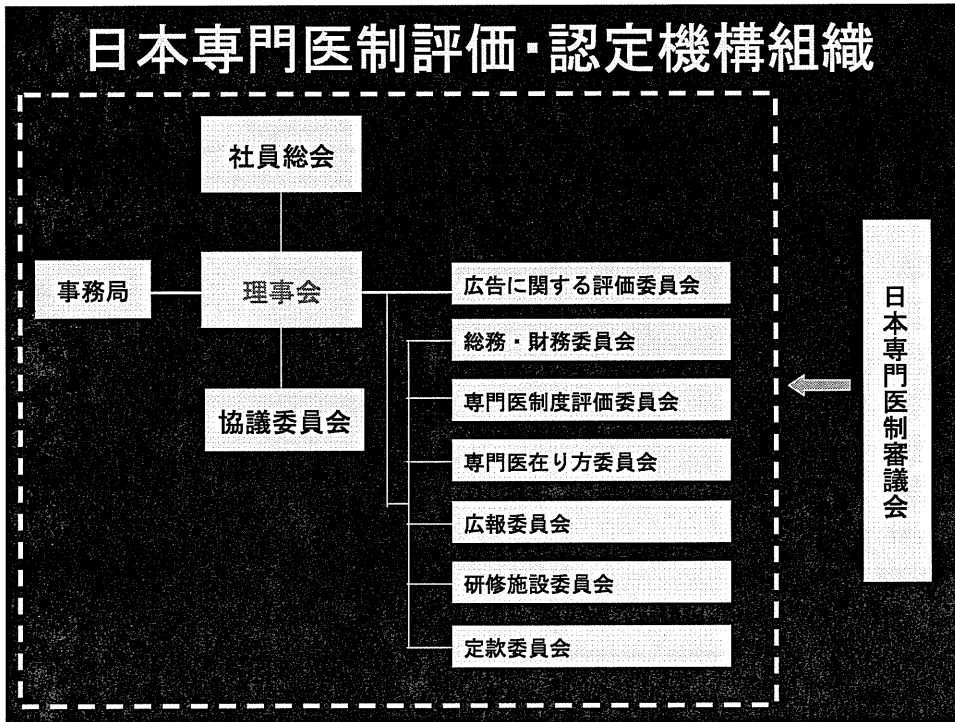 日本専門医制評価・認定機構組織
社員総会
事務局
理事会
協議委員会
広告に関する評価委員会
総務・財務委員会
専門医制度評価委員会
専門医在り方委員会
広報委員会
研修施設委員会
定款委員会
日本専門医制審議会